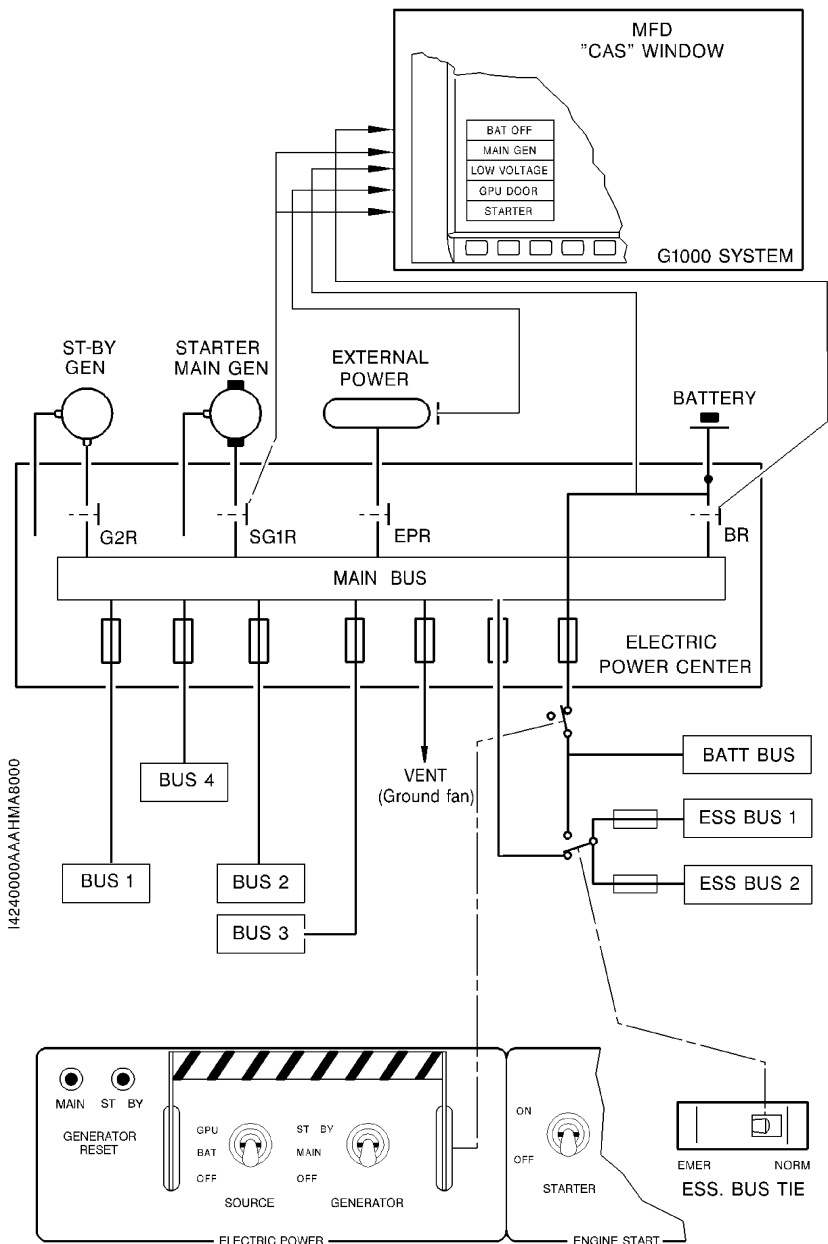 MFD
"CAS" WINDOW
BAT OFF
MAIN GEN
LOW VOLTAGE
GPU DOOR
STARTER
G1000 SYSTEM
ST-BY
GEN
STARTER
MAIN GEN
EXTERNAL
POWER
BATTERY
G2R
SG1R
EPR
BR
MAIN BUS
ELECTRIC
POWER CENTER
BUS 4
VENT
(Ground fan)
BATT BUS
ESS BUS 1
BUS 1
BUS 2
ESS BUS 2
BUS 3
I4240000AAAHMA8000
MAIN ST BY
GENERATOR
RESET
GPU
BAT
OFF
SOURCE
ST BY
MAIN
OFF
GENERATOR
ELECTRIC POWER
ON
OFF
STARTER
ENGINE START
EMER NORM
ESS. BUS TIE